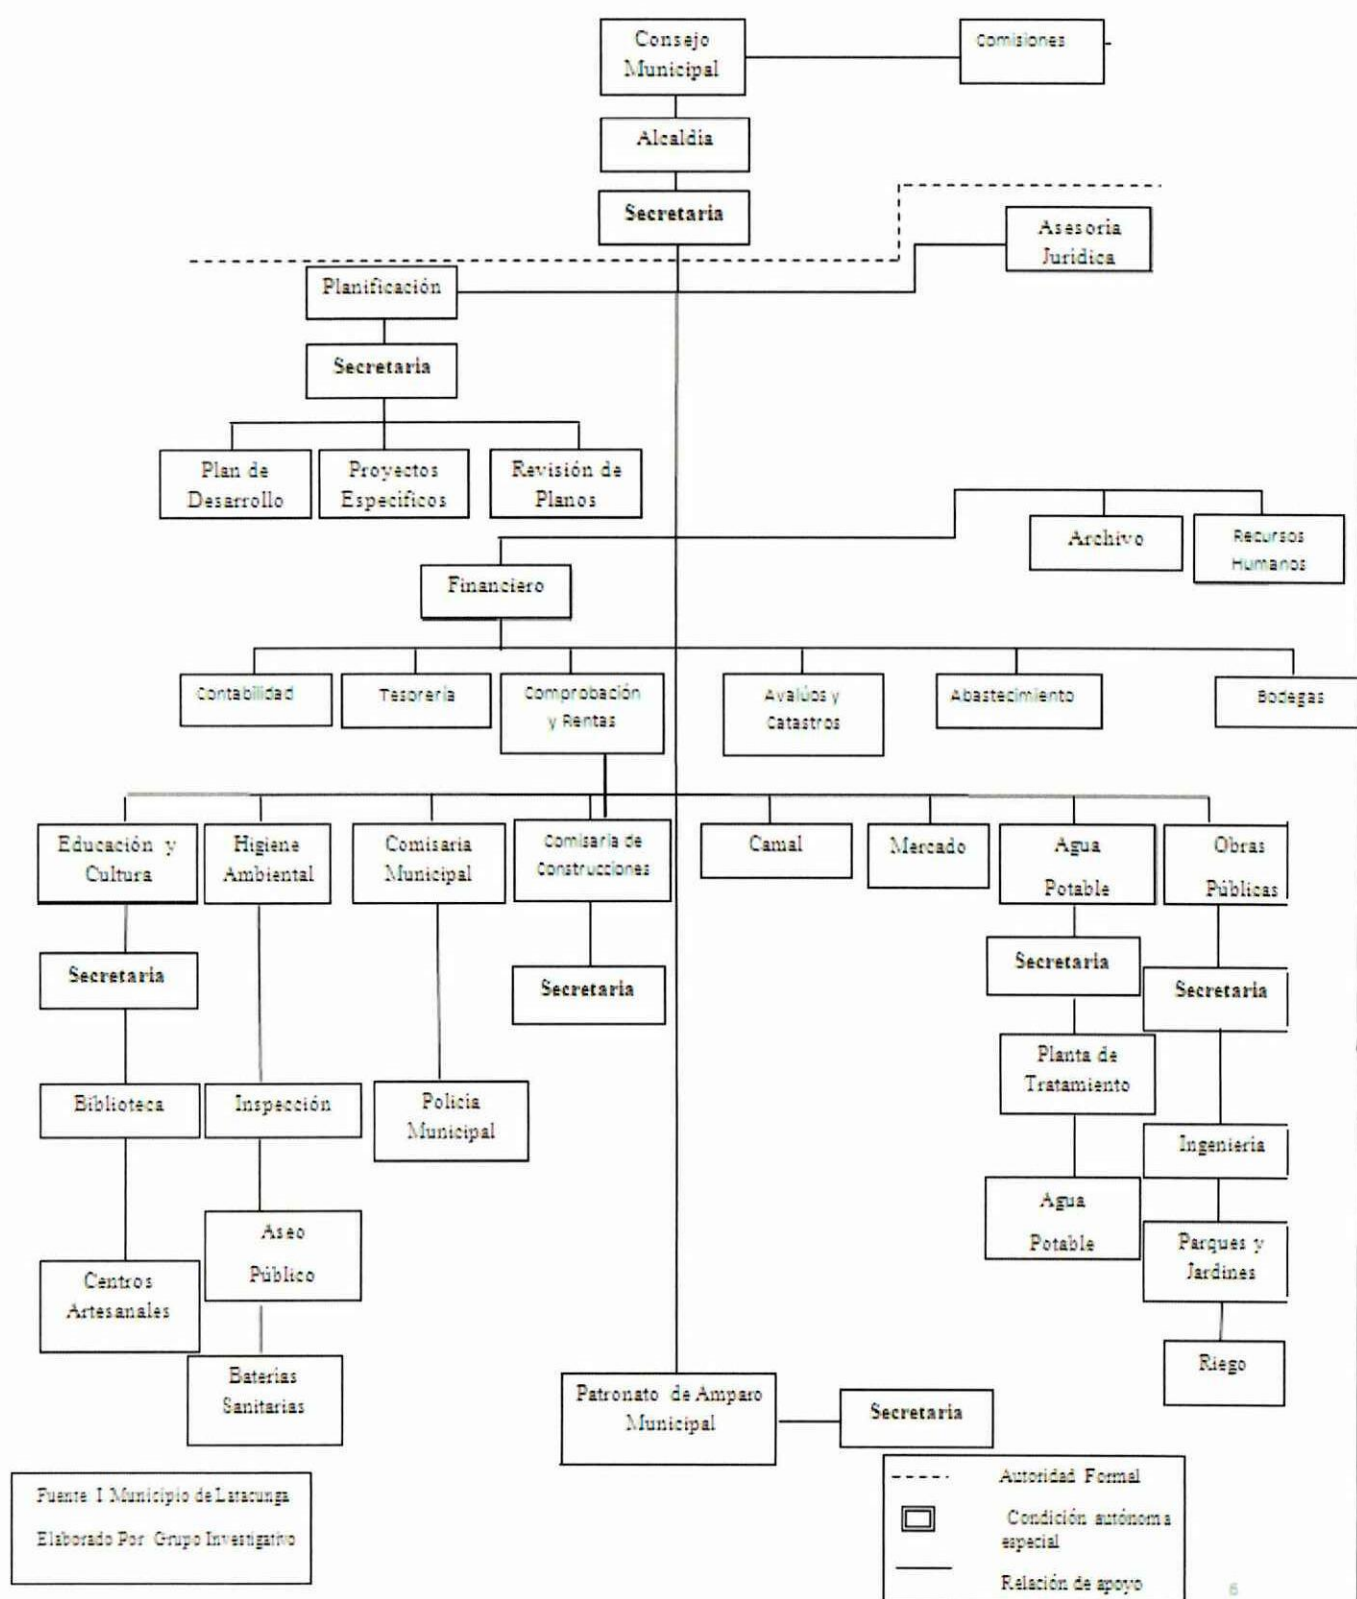 Consejo
Municipal
Comisiones
Alcaldia
Secretaria
Asesoria
Juridica
Planificación
Secretaria
Plan de
Desarrollo
Proyectos
Especificos
Revisión de
Planos
Archivo
Recursos
Humanos
Financiero
Contabilidad
Tesorería
Comprobación
y Rentas
Avalúos y
Catastros
Abastecimiento
Bodegas
Educación y
Cultura
Higiene
Ambiental
Comisaria
Municipal
Comisaría de
Construcciones
Camal
Mercado
Agua
Potable
Obras
Públicas
Secretaria
Secretaria
Secretaria
Secretaria
Biblioteca
Inspección
Policia
Municipal
Planta de
Tratamiento
Ingenieria
Aseo
Público
Agua
Potable
Parques y
Jardines
Centros
Artesanales
Baterias
Sanitarias
Riego
Patronato de Amparo
Municipal
Secretaria
Fuente I Municipio de Latacunga
Elaborado Por Grupo Investigativo
Autoridad Formal
Condición autónoma
especial
Relación de apoyo
6